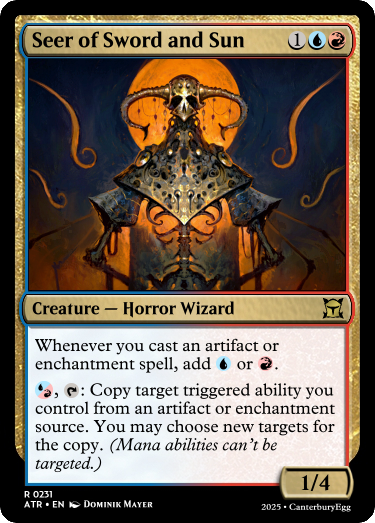 Seer of Sword and Sun 1
Whenever you cast an artifact or
enchantment spell, add or .
, : Copy target triggered ability you
control from an artifact or enchantment
source. You may choose new targets for
the copy. (Mana abilities can't be
targeted.)
Creature — Horror Wizard
1/4
R 0231
ATR • EN Dominik Mayer
2025 • CanterburyEgg